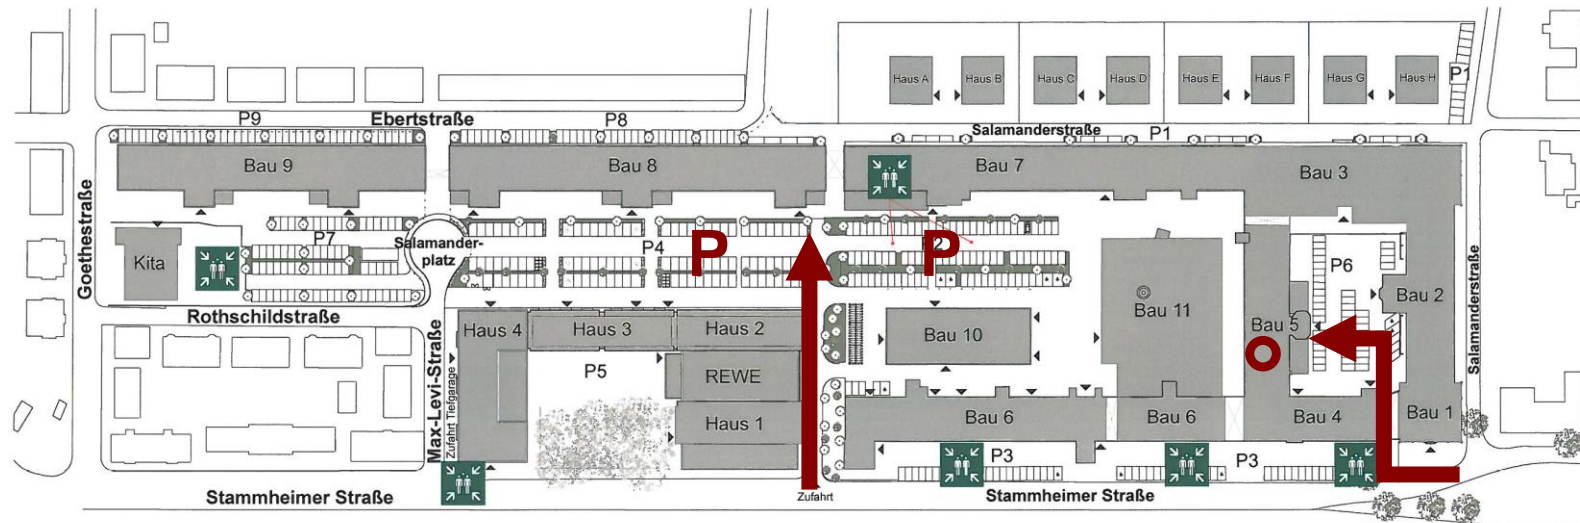 Haus A
Haus B
Haus C
Haus D
Haus E
Haus F
Haus G
Haus H
P1
P9
Ebertstraße
P8
Salamanderstraße
P1
Bau 9
Bau 8
Bau 7
Bau 3
Goethestraße
Kita
P7
Salamander-
platz
P4
P
P
2
P6
Bau 2
Salamanderstraße
Rothschildstraße
Max-Levi-Straße
Zufahrt Tiefgarage
Haus 4
Haus 3
Haus 2
Bau 10
Bau 11
Bau 5
P5
REWE
Haus 1
Bau 6
Bau 6
Bau 4
Bau 1
P3
P3
Stammheimer Straße
Zufahrt
Stammheimer Straße